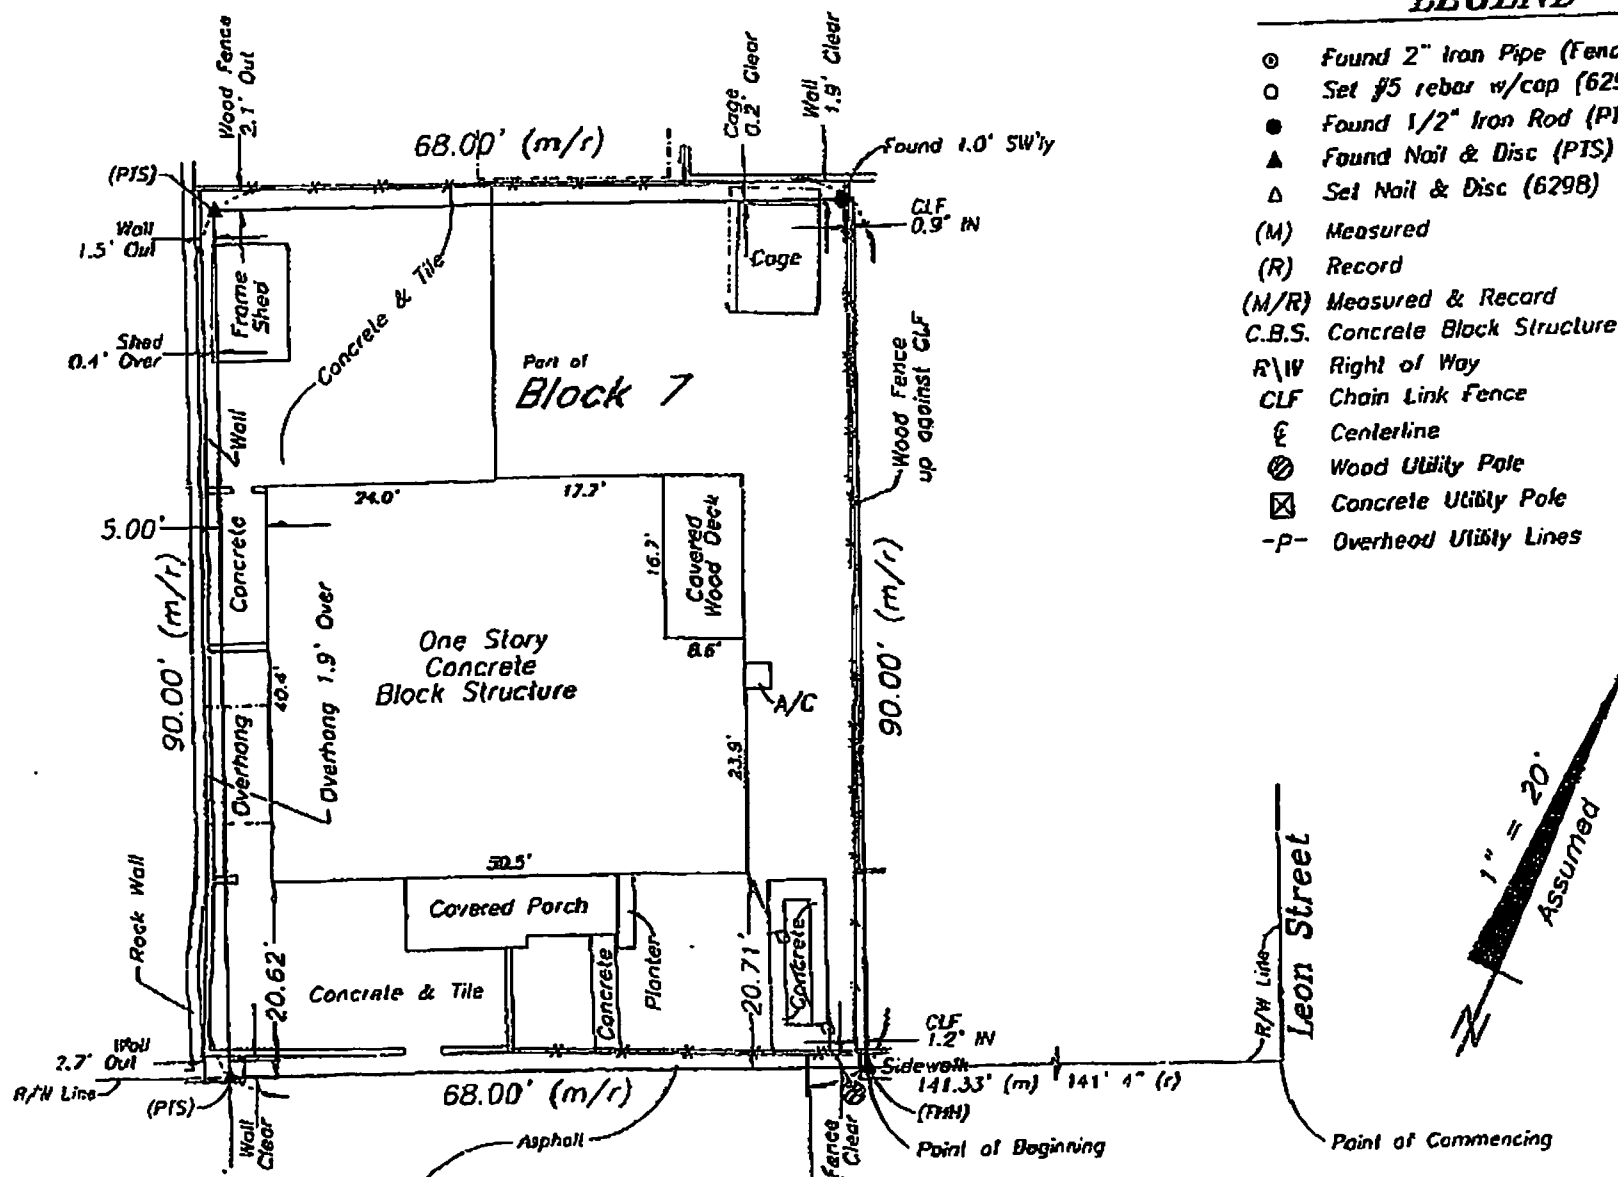 LEGEND
Found 2" Iron Pipe
Set #5 rebar w/cap
Found 1/2" Iron Rod
Found Nail & Disc (PTS)
Set Nail & Disc (6298)
(M) Measured
(R) Record
(M/R) Measured & Record
C.B.S. Concrete Block Structure
R\W Right of Way
CLF Chain Link Fence
Centerline
Wood Utility Pole
Concrete Utility Pole
-P- Overhead Utility Lines
Wood Fence
2.1' Out
68.00' (m/r)
Cage
0.2' Clear
Wall
1.9' Clear
Found 1.0' SW'ly
(PTS)
Wall
1.5' Out
CLF
0.9' IN
Cage
Frame
Shed
Concrete & Tile
Shed
0.4' Over
Part of
Block 7
Wood Fence
up against CLF
Wall
24.0'
17.7'
5.00'
Concrete
16.7'
Covered
Wood Deck
8.6'
90.00' (m/r)
90.00' (m/r)
One Story
Concrete
Block Structure
40.4'
Overhang 1.9' Over
Overhang
A/C
23.9'
50.5'
Rock Wall
Covered Porch
Planter
Concrete
Concrete
Concrete & Tile
20.62'
20.71'
CLF
1.2' IN
Wall
2.7' Out
R/W Line
(PTS)
Wall
Clear
68.00' (m/r)
Asphalt
Fence
Clear
Sidewalk
141.33' (m)
141' 4" (r)
(FHH)
Point of Beginning
Point of Commencing
R/W Line
Leon Street
1" = 20'
Assumed
N